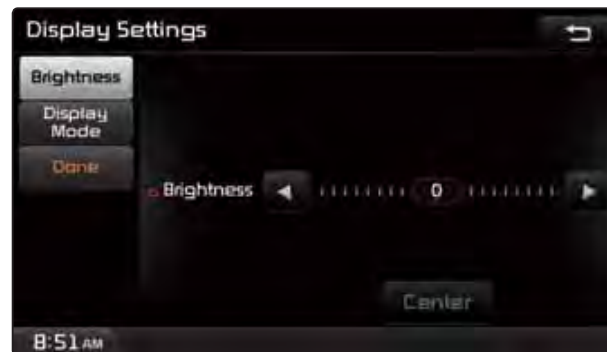 Display Settings
Brightness
Display
Mode
Done
Brightness
0
Center
8:51 AM